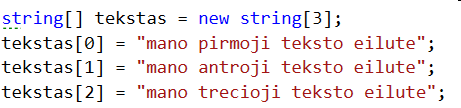 string[] tekstas = new string[3];
tekstas[0] = "mano pirmoji teksto eilute";
tekstas[1] = "mano antroji teksto eilute";
tekstas[2] = "mano trecioji teksto eilute";